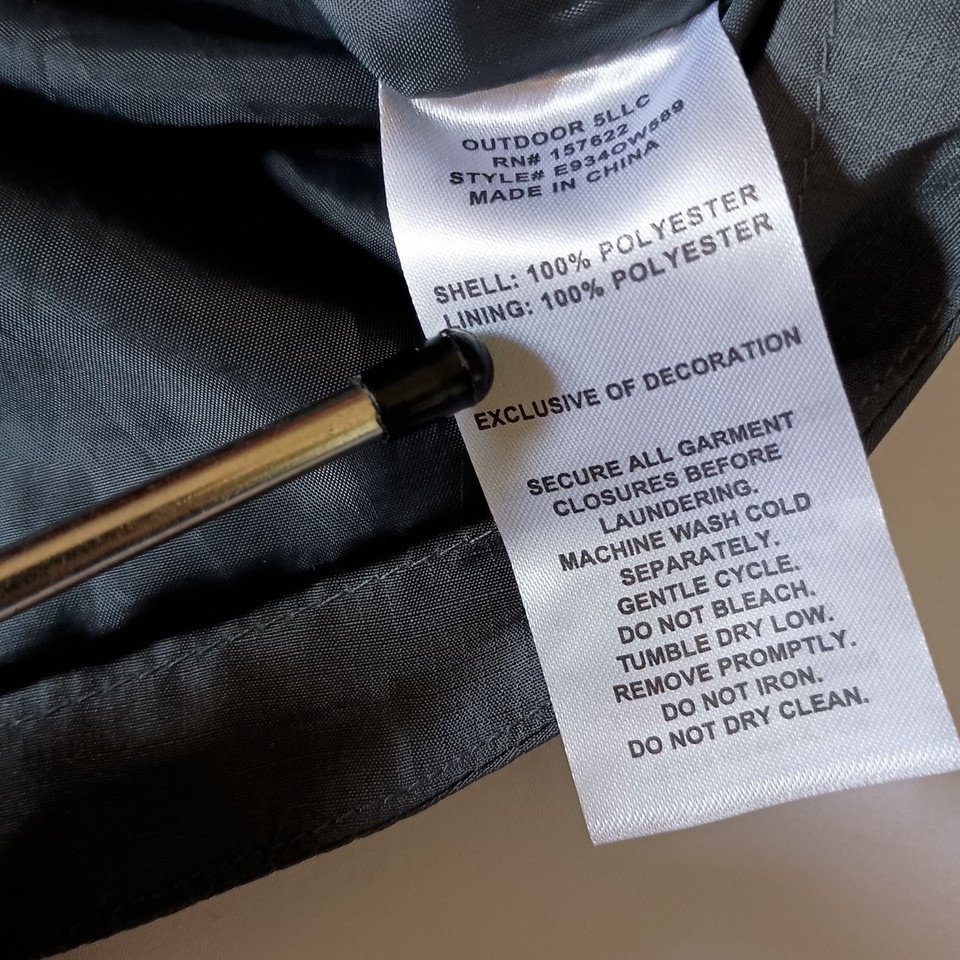 OUTDOOR 5LLC
RN# 157622
STYLE# E934OW589
MADE IN CHINA
SHELL: 100% POLYESTER
LINING: 100% POLYESTER
EXCLUSIVE OF DECORATION
SECURE ALL GARMENT
CLOSURES BEFORE
LAUNDERING.
MACHINE WASH COLD
SEPARATELY.
GENTLE CYCLE.
DO NOT BLEACH.
TUMBLE DRY LOW.
REMOVE PROMPTLY.
DO NOT IRON.
DO NOT DRY CLEAN.